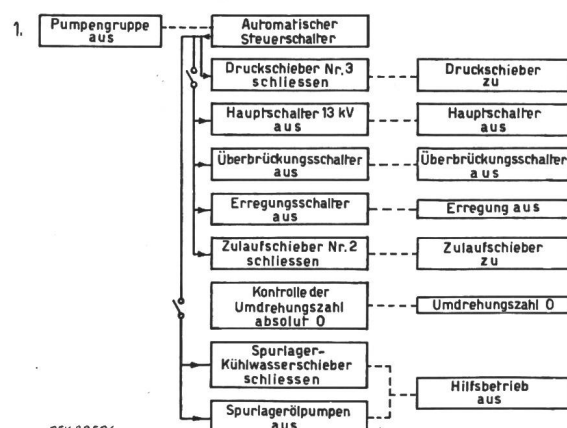 1.
Pumpengruppe
aus
Automatischer
Steuerschalter
Druckschieber Nr.3
schliessen
Druckschieber
zu
Hauptschalter 13 kV
aus
Hauptschalter
aus
Überbrückungsschalter
aus
Überbrückungsschalter
aus
Erregungsschalter
aus
Erregung aus
Zulaufschieber Nr.2
schliessen
Zulaufschieber
zu
Kontrolle der
Umdrehungszahl
absolut 0
Umdrehungszahl 0
Spurlager-
Kühlwasserschieber
schliessen
Hilfsbetrieb
aus
Spurlagerölpumpen
aus